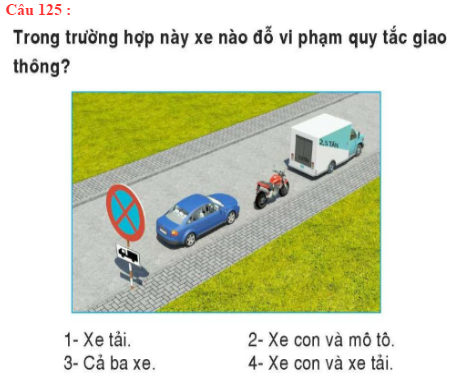 Câu 125 :
Trong trường hợp này xe nào đỗ vi phạm quy tắc giao
thông?
2,5 TẤN
1- Xe tải.
2- Xe con và mô tô.
3- Cả ba xe.
4- Xe con và xe tải.